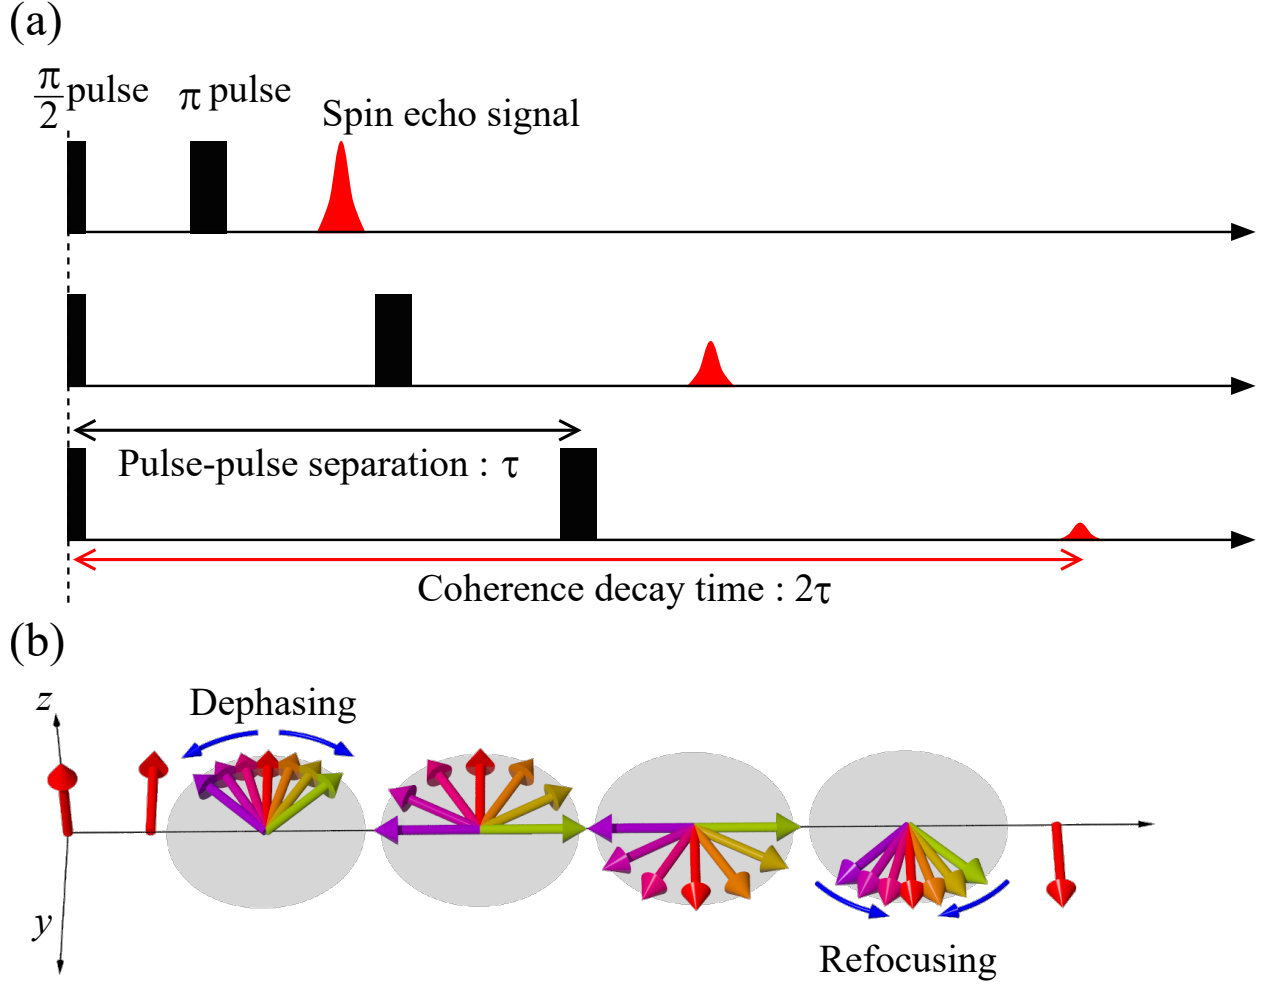 (a)
π/2 pulse π pulse
Spin echo signal
Pulse-pulse separation : τ
Coherence decay time : 2τ
(b)
z
Dephasing
y
Refocusing